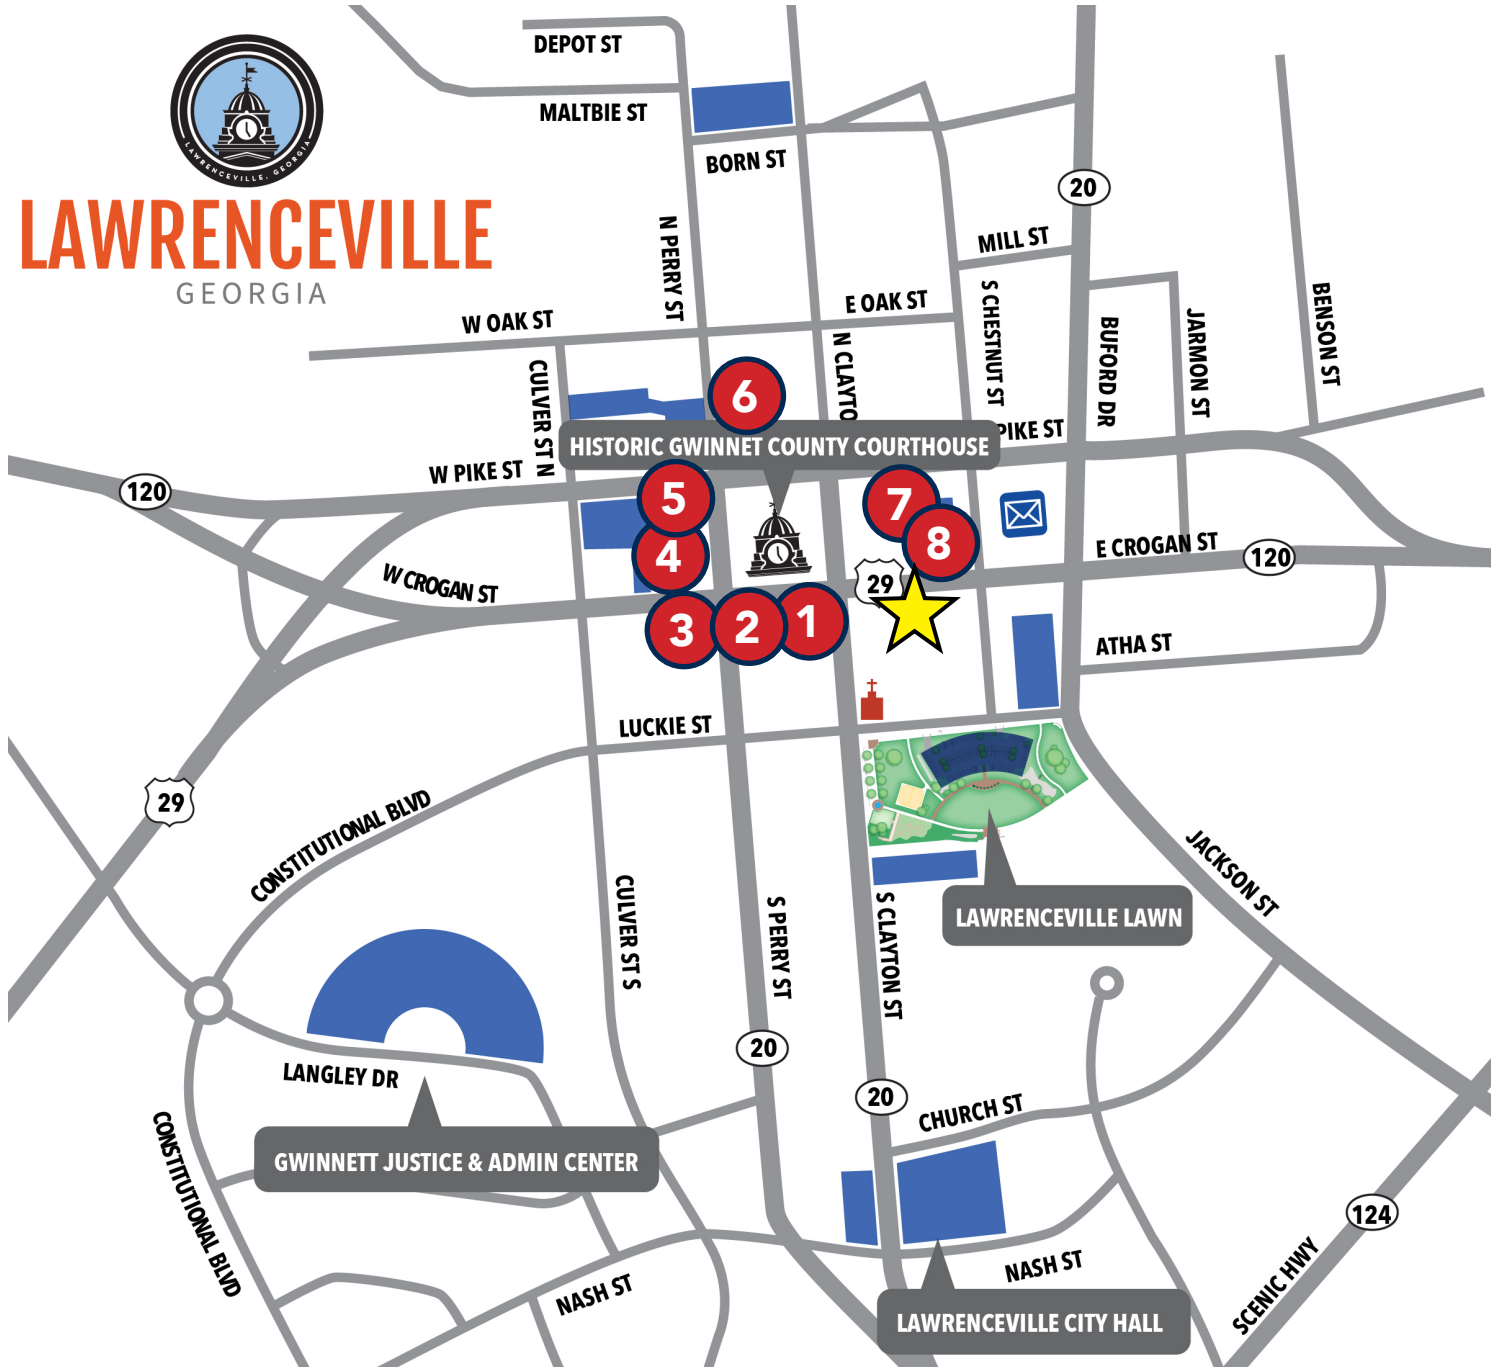 DEPOT ST
MALTBIE ST
BORN ST
LAWRENCEVILLE, GEORGIA
LAWRENCEVILLE
GEORGIA
20
N PERRY ST
MILL ST
W OAK ST
E OAK ST
S CHESTNUT ST
BUFORD DR
JARMON ST
BENSON ST
CULVER ST N
N CLAYTO
6
PIKE ST
HISTORIC GWINNET COUNTY COURTHOUSE
W PIKE ST
120
5
7
4
8
E CROGAN ST
120
W CROGAN ST
29
3
2
1
ATHA ST
LUCKIE ST
29
CONSTITUTIONAL BLVD
JACKSON ST
CULVER ST S
S PERRY ST
S CLAYTON ST
LAWRENCEVILLE LAWN
20
LANGLEY DR
20
CHURCH ST
GWINNETT JUSTICE & ADMIN CENTER
CONSTITUTIONAL BLVD
124
NASH ST
NASH ST
SCENIC HWY
LAWRENCEVILLE CITY HALL